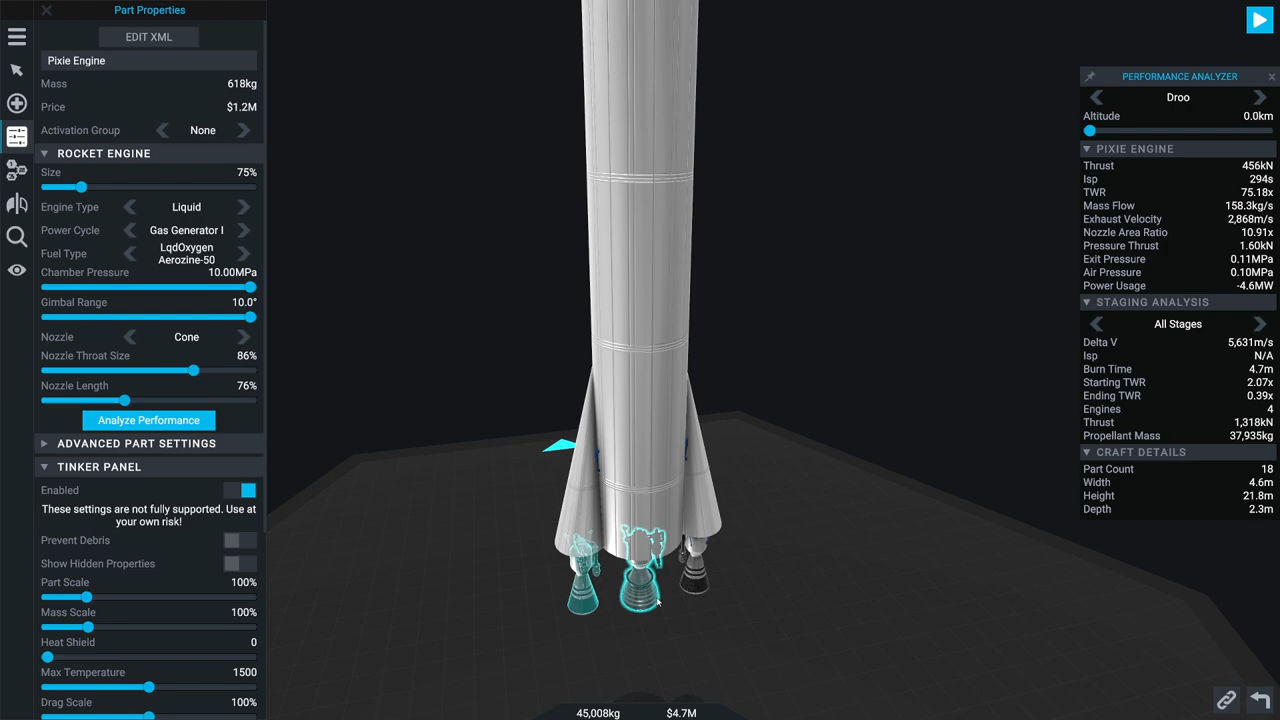 Part Properties
EDIT XML
Pixie Engine
Mass 618kg
Price $1.2M
Activation Group None
ROCKET ENGINE
Size 75%
Engine Type Liquid
Power Cycle Gas Generator I
Fuel Type LqdOxygen
Aerozine-50
Chamber Pressure 10.00MPa
Gimbal Range 10.0°
Nozzle Cone
Nozzle Throat Size 86%
Nozzle Length 76%
Analyze Performance
ADVANCED PART SETTINGS
TINKER PANEL
Enabled
These settings are not fully supported. Use at
your own risk!
Prevent Debris
Show Hidden Properties
Part Scale 100%
Mass Scale 100%
Heat Shield 0
Max Temperature 1500
Drag Scale 100%
45,008kg $4.7M
PERFORMANCE ANALYZER
Droo
Altitude 0.0km
PIXIE ENGINE
Thrust 456kN
Isp 294s
TWR 75.18x
Mass Flow 158.3kg/s
Exhaust Velocity 2,868m/s
Nozzle Area Ratio 10.91x
Pressure Thrust 1.60kN
Exit Pressure 0.11MPa
Air Pressure 0.10MPa
Power Usage -4.6MW
STAGING ANALYSIS
All Stages
Delta V 5,631m/s
Isp N/A
Burn Time 4.7m
Starting TWR 2.07x
Ending TWR 0.39x
Engines 4
Thrust 1,318kN
Propellant Mass 37,935kg
CRAFT DETAILS
Part Count 18
Width 4.6m
Height 21.8m
Depth 2.3m